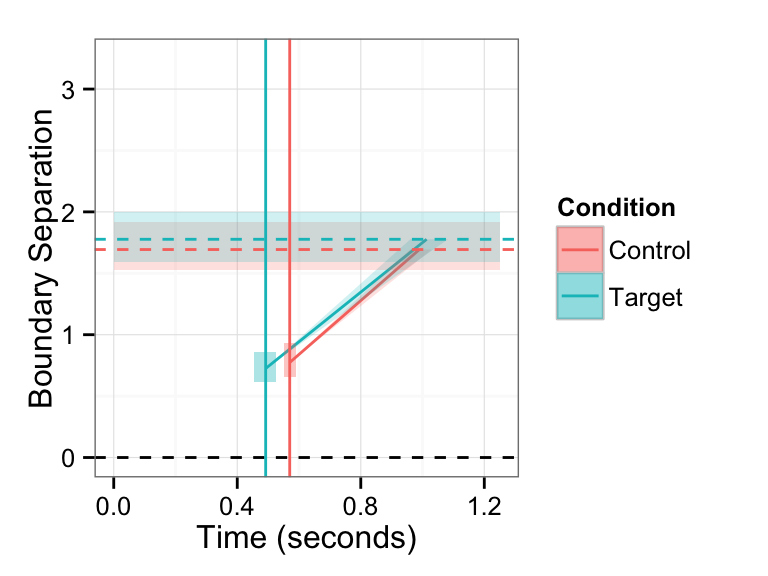 3
2
1
0
Boundary Separation
0.0 0.4 0.8 1.2
Time (seconds)
Condition
Control
Target